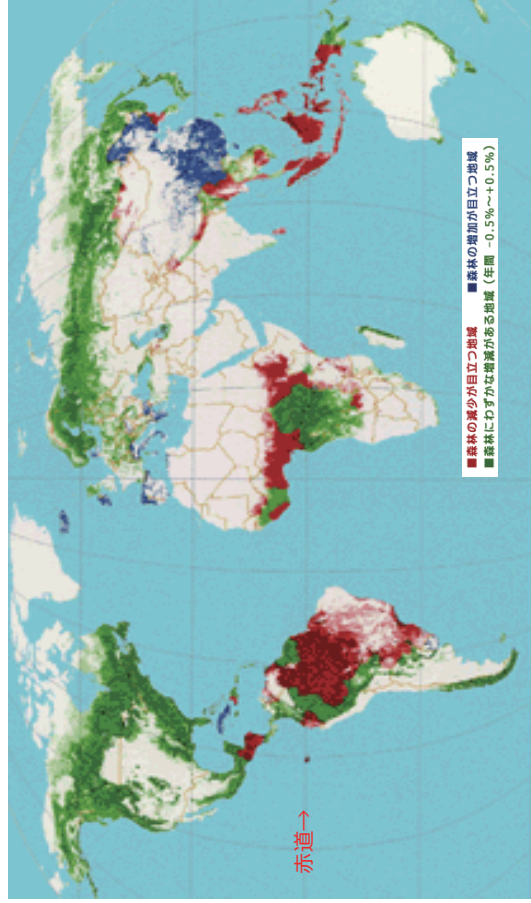 ■森林の減少が目立つ地域 ■森林の増加が目立つ地域
■森林にわずかな増減がある地域（年間 -0.5%～+0.5%）
赤道→